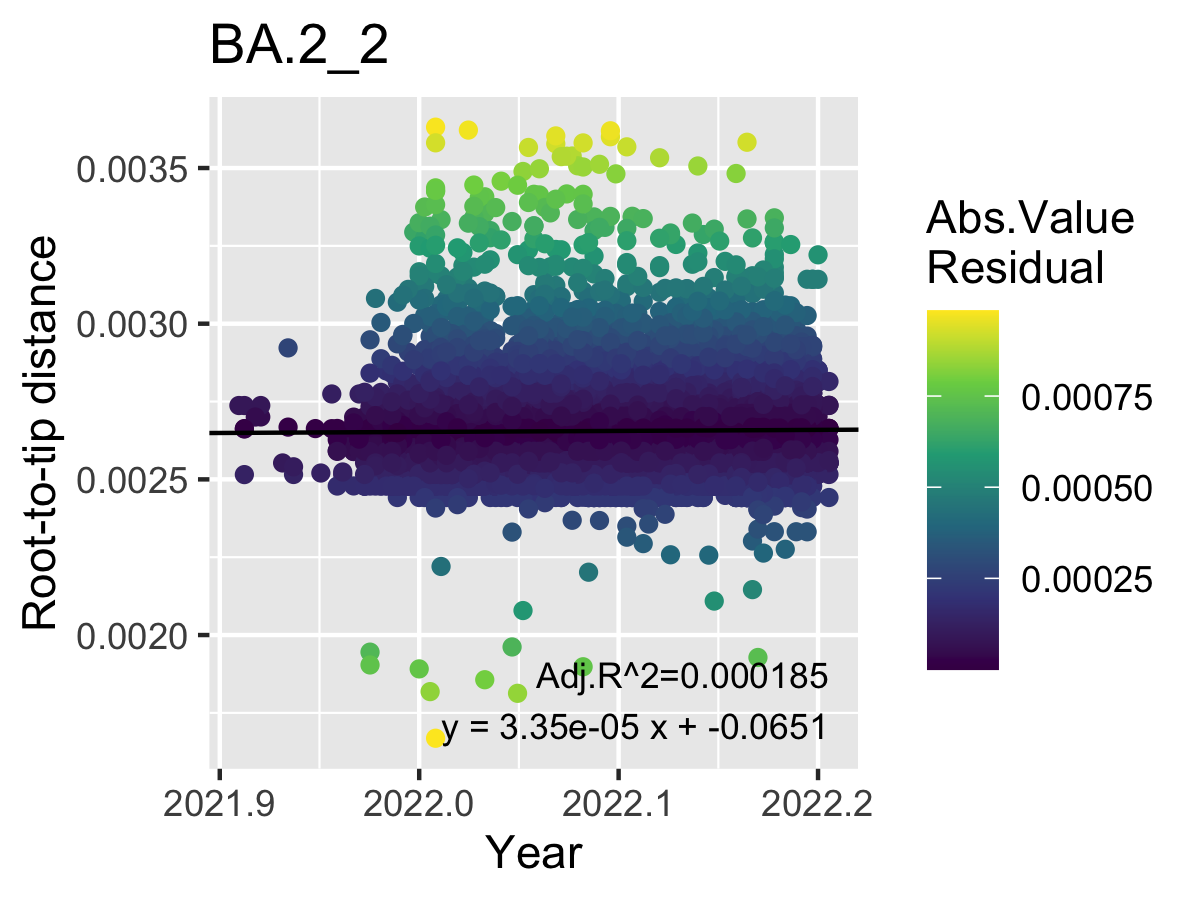 BA.2_2
0.0035
0.0030
0.0025
0.0020
Root-to-tip distance
Adj.R^2=0.000185
y = 3.35e-05 x + -0.0651
2021.9 2022.0 2022.1 2022.2
Year
Abs.Value
Residual
0.00075
0.00050
0.00025